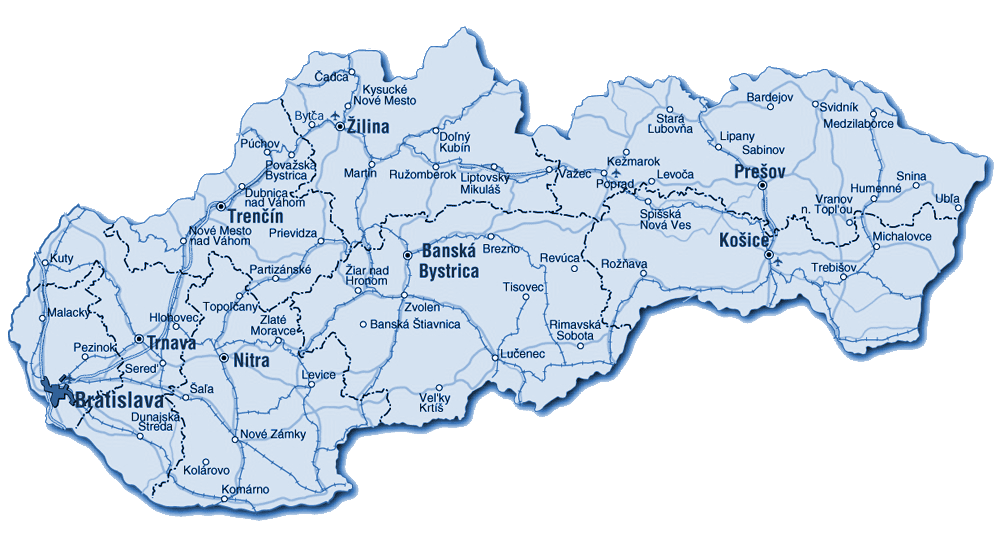 Čadca
Kysucké
Nové Mesto
Bytča
Žilina
Púchov
Považská
Bystrica
Dubnica
nad Váhom
Trenčín
Nové Mesto
nad Váhom
Prievidza
Partizánske
Topoľčany
Martin
Ružomberok
Doľný
Kubín
Liptovsky
Mikuláš
Važec
Kežmarok
Poprad
Levoča
Stará
Lubovňa
Spišská
Nová Ves
Bardejov
Svidník
Medzilaborce
Lipany
Sabinov
Prešov
Humenné
Snina
Vranov
n. Topľou
Ubľa
Michalovce
Košice
Trebišov
Banská
Bystrica
Brezno
Revúca
Rožňava
Tisovec
Rimavská
Sobota
Lučenec
Žiar nad
Hronom
Zvolen
Banská Štiavnica
Veľký
Krtíš
Kuty
Malacky
Pezinok
Bratislava
Hlohovec
Trnava
Sereď
Zlaté
Moravce
Nitra
Levice
Saľa
Dunajská
Streda
Nové Zámky
Kolárovo
Komárno